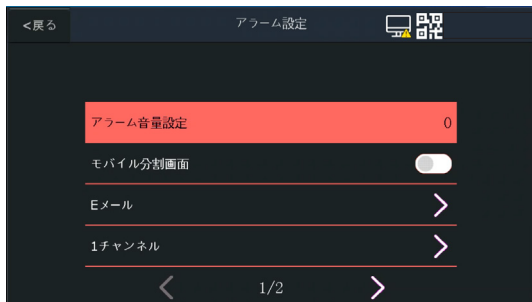 <戻る
アラーム設定
アラーム音量設定 0
モバイル分割画面
Eメール
1チャンネル
1/2